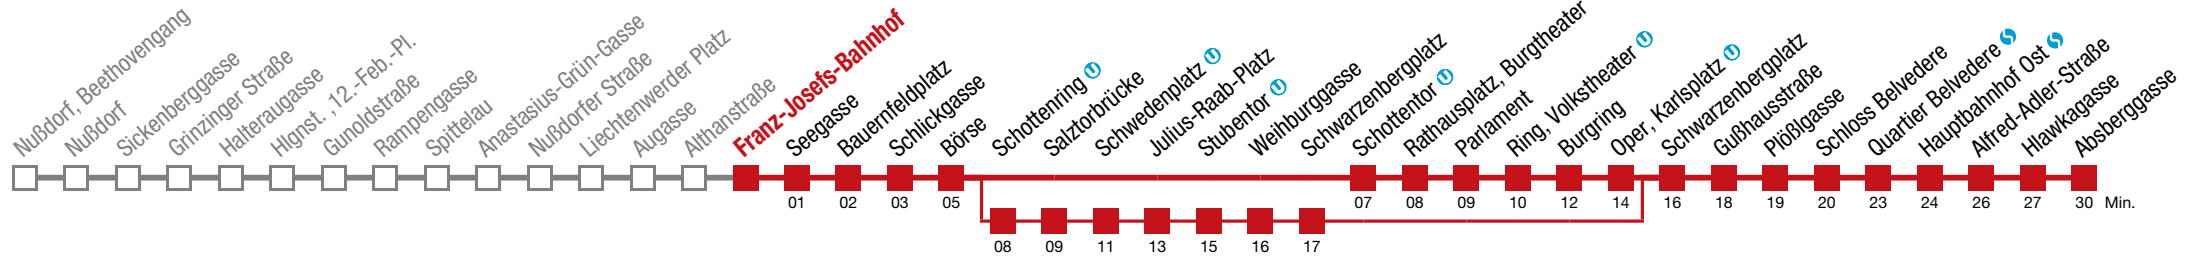 Nußdorf, Beethovengang
Nußdorf
Sickenberggasse
Grinzinger Straße
Halteraugasse
Hlgnst., 12.-Feb.-Pl.
Gunoldstraße
Rampengasse
Spittelau
Anastasius-Grün-Gasse
Nußdorfer Straße
Liechtenwerder Platz
Augasse
Althanstraße
Franz-Josefs-Bahnhof
Seegasse
Bauernfeldplatz
Schlickgasse
Börse
Schottenring U
Salztorbrücke
Schwedenplatz U
Julius-Raab-Platz
Stubentor U
Weihburggasse
Schwarzenbergplatz
Schottentor U
Rathausplatz, Burgtheater
Parlament
Ring, Volkstheater U
Burgring
Oper, Karlsplatz U
Schwarzenbergplatz
Gußhausstraße
Plößlgasse
Schloss Belvedere
Quartier Belvedere S
Hauptbahnhof Ost S
Alfred-Adler-Straße
Hlawkagasse
Absberggasse
01 02 03 05 07 08 09 10 12 14 16 18 19 20 23 24 26 27 30 Min.
08 09 11 13 15 16 17